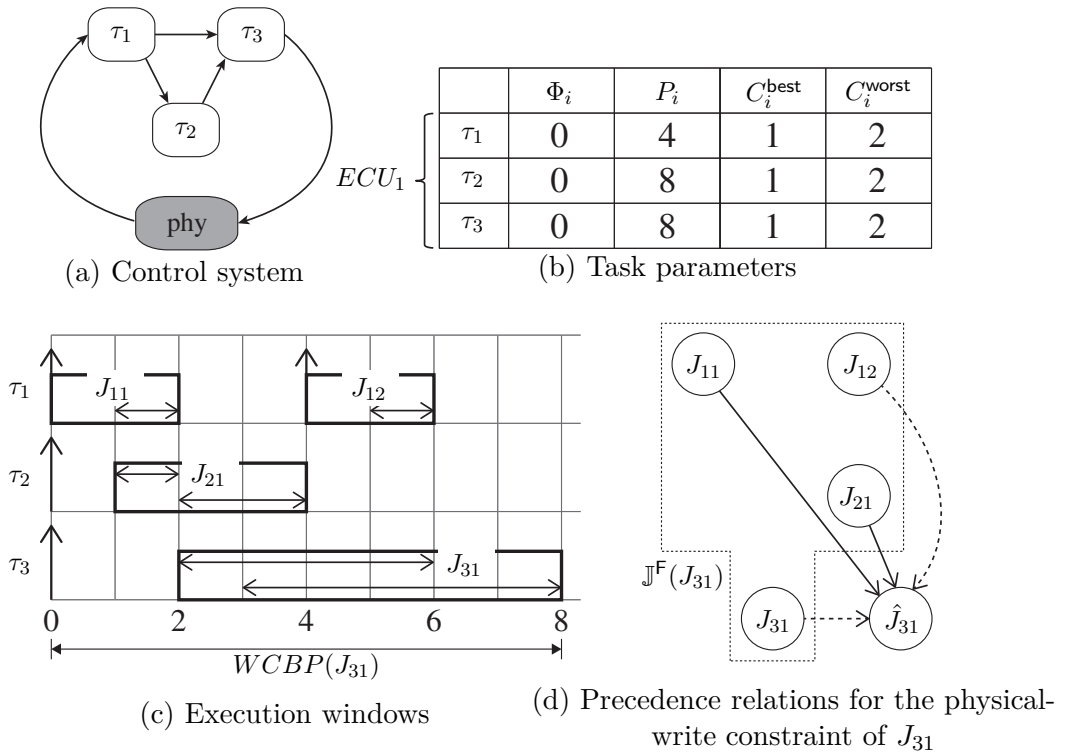 τ1
τ3
τ2
phy
(a) Control system
Φi Pi Ci^best Ci^worst
ECU1
τ1 0 4 1 2
τ2 0 8 1 2
τ3 0 8 1 2
(b) Task parameters
τ1 J11 J12
τ2 J21
τ3 J31
0 2 4 6 8
WCBP(J31)
(c) Execution windows
J11 J12
J21
𝕁^F(J31)
J31 Ĵ31
(d) Precedence relations for the physical-
write constraint of J31